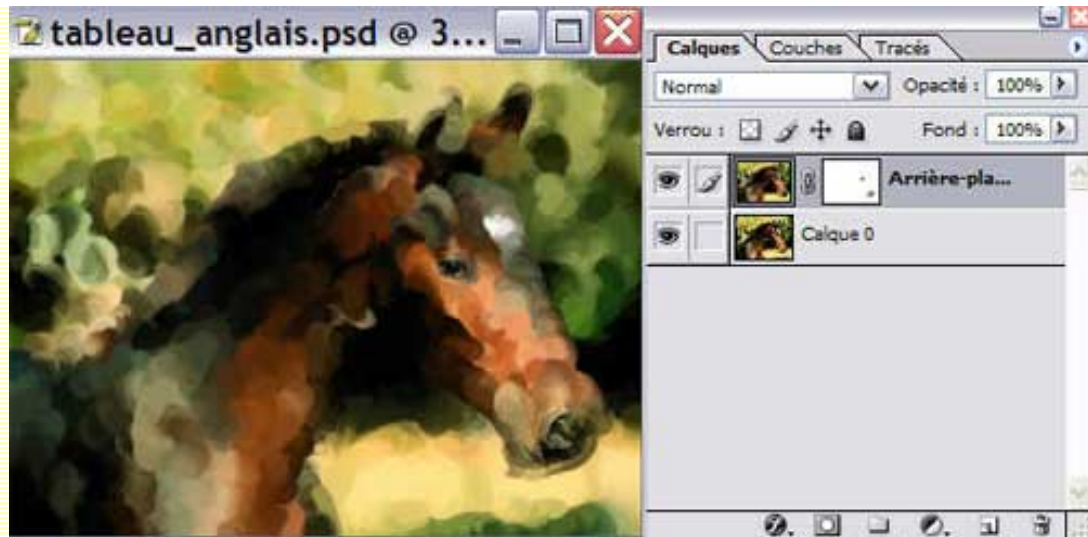 tableau_anglais.psd @ 3...
Calques Couches Tracés
Normal Opacité : 100%
Verrou : Fond : 100%
Arrière-pla...
Calque 0